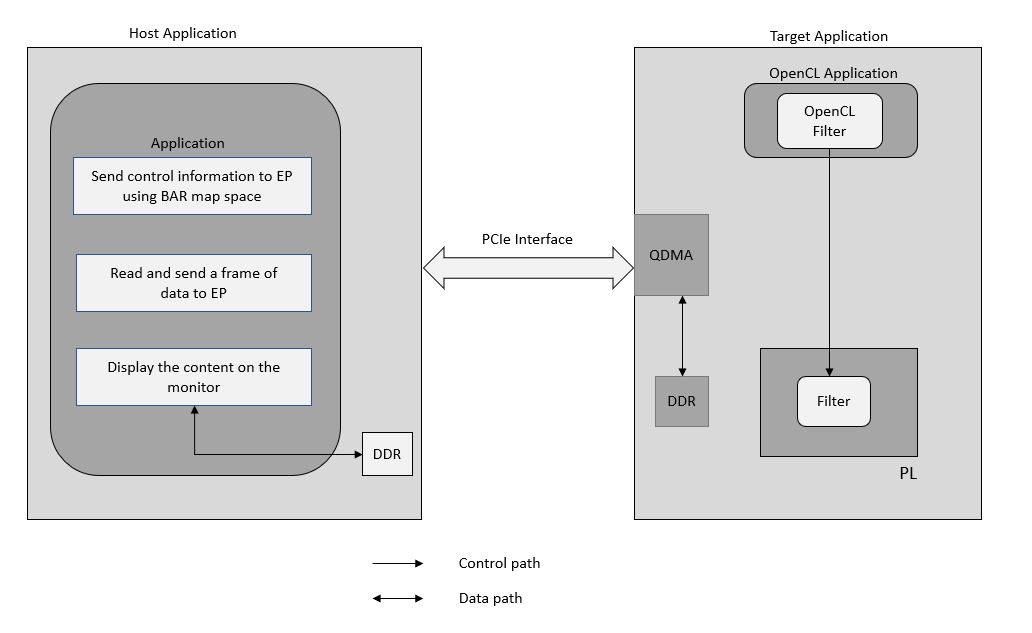 Host Application
Application
Send control information to EP
using BAR map space
Read and send a frame of
data to EP
Display the content on the
monitor
DDR
PCIe Interface
Target Application
OpenCL Application
OpenCL
Filter
QDMA
DDR
Filter
PL
Control path
Data path